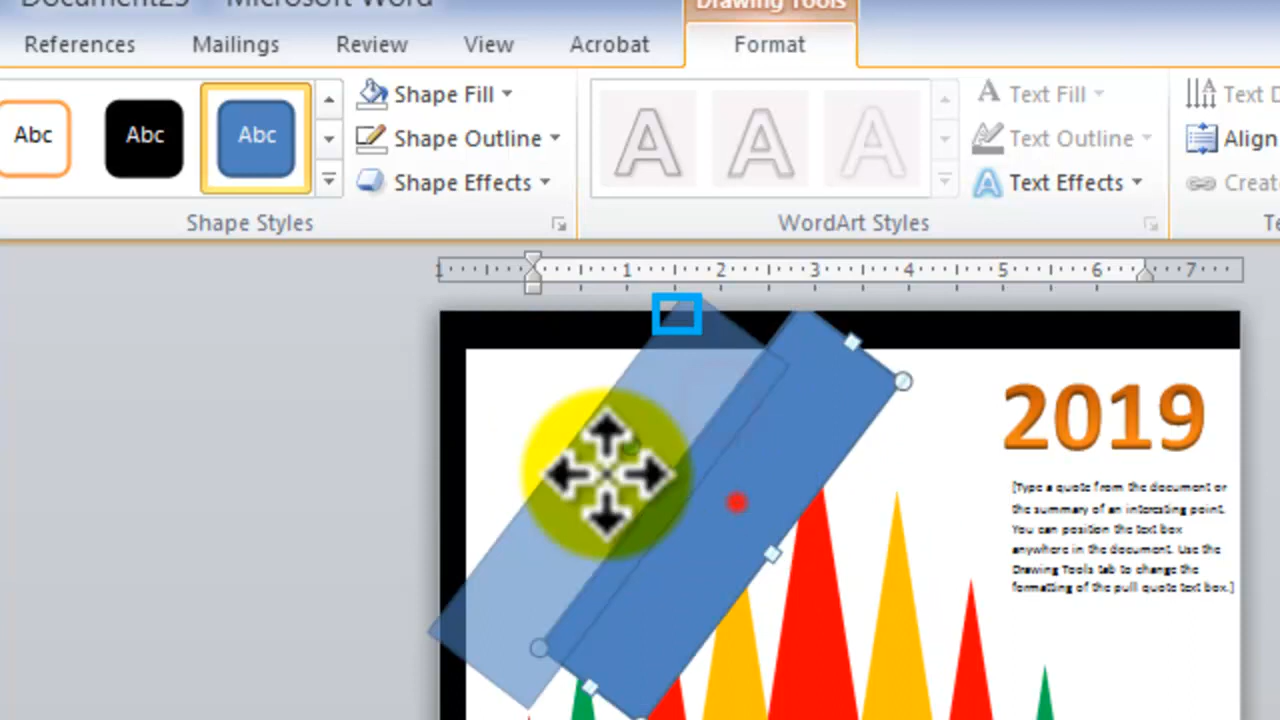 Document25 - Microsoft Word
Drawing Tools
References Mailings Review View Acrobat Format
Abc Abc Abc
Shape Fill
Shape Outline
Shape Effects
Shape Styles
A A A
A Text Fill
Text Outline
A Text Effects
WordArt Styles
Text D
Align
Creat
Te
1 1 2 3 4 5 6 7
2019
[Type a quote from the document or
the summary of an interesting point.
You can position the text box
anywhere in the document. Use the
Drawing Tools tab to change the
formatting of the pull quote text box.]